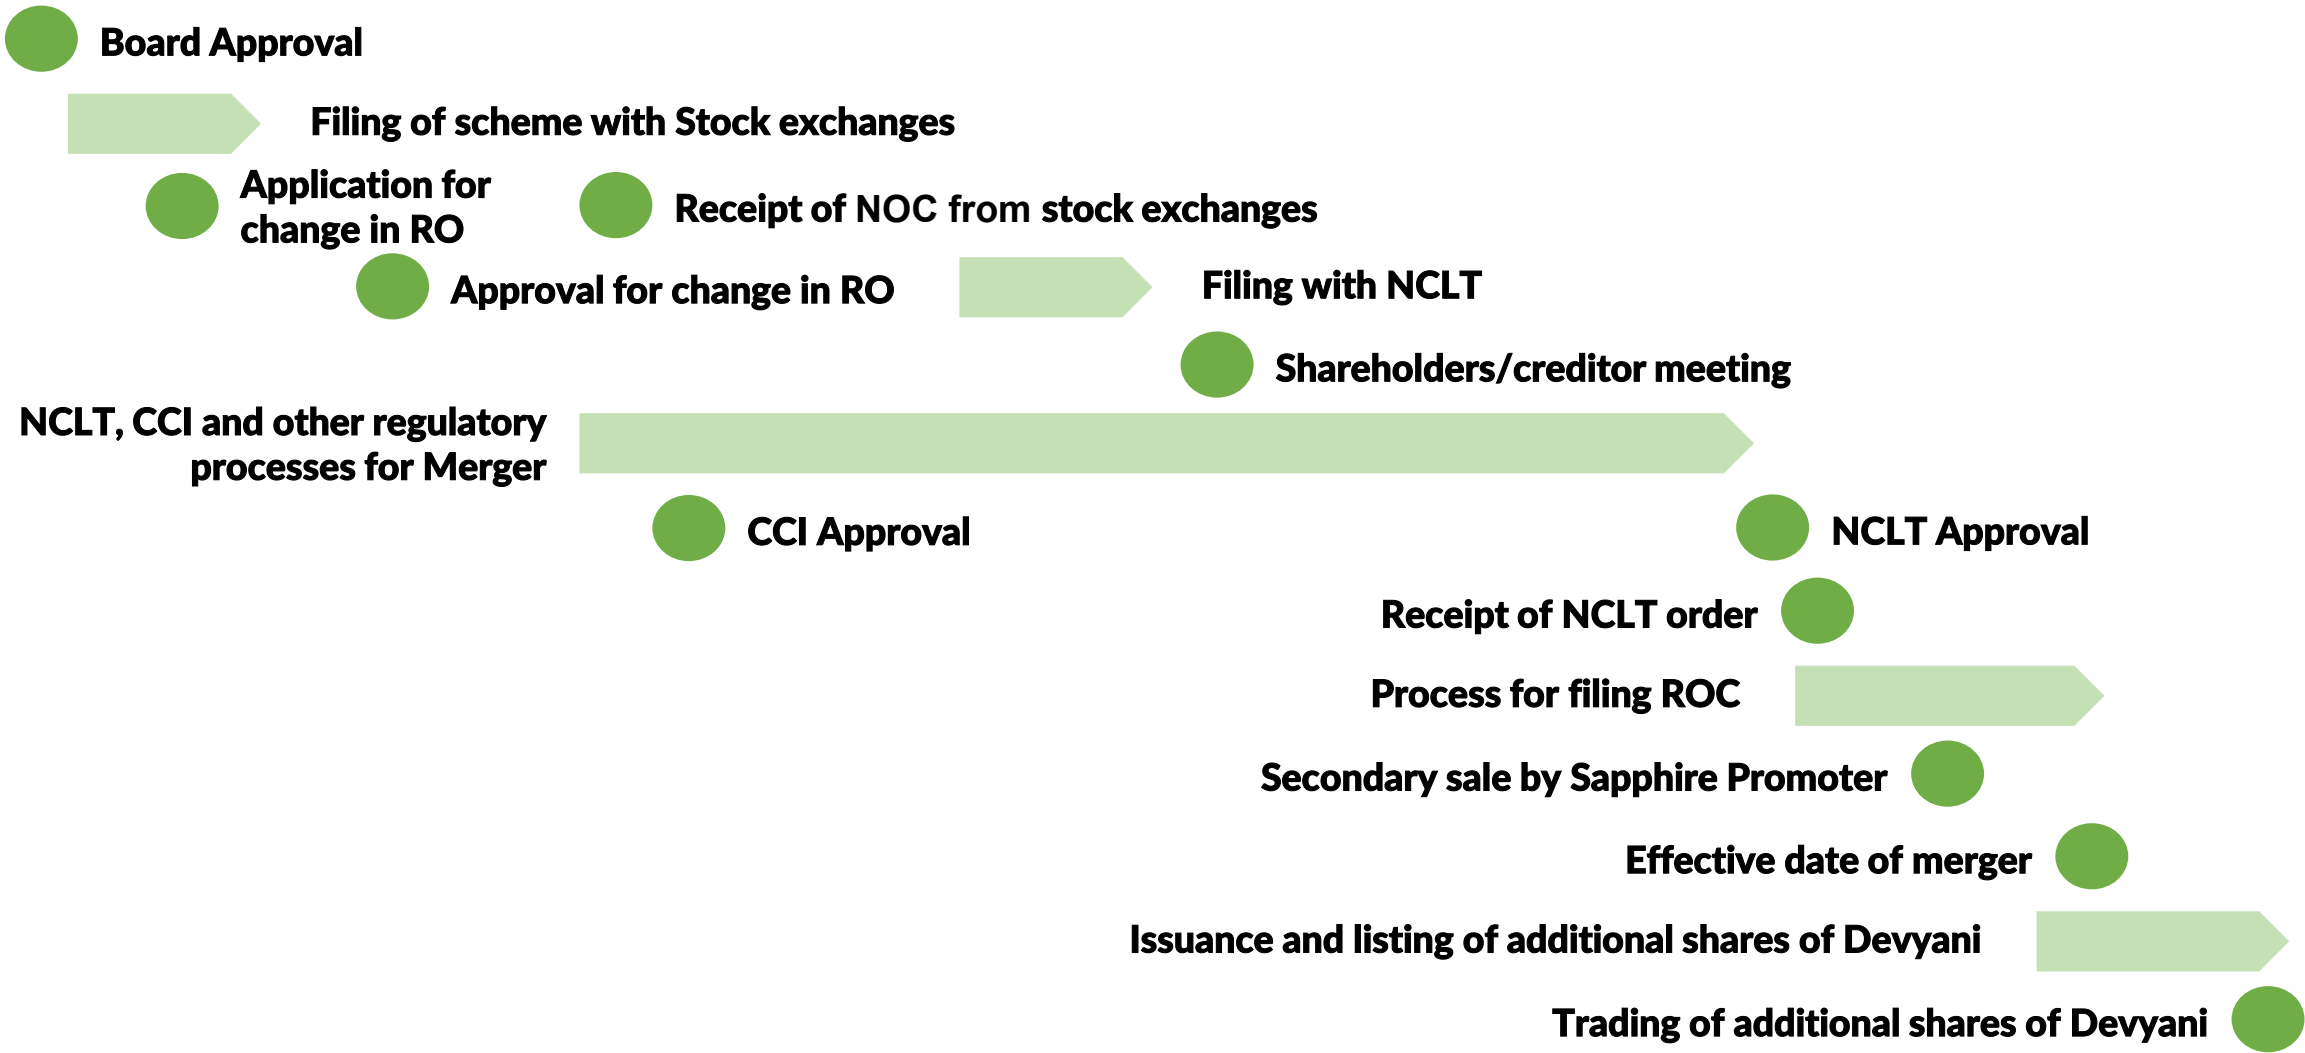 Board Approval
Filing of scheme with Stock exchanges
Application for
change in RO
Receipt of NOC from stock exchanges
Approval for change in RO
Filing with NCLT
Shareholders/creditor meeting
NCLT, CCI and other regulatory
processes for Merger
CCI Approval
NCLT Approval
Receipt of NCLT order
Process for filing ROC
Secondary sale by Sapphire Promoter
Effective date of merger
Issuance and listing of additional shares of Devyani
Trading of additional shares of Devyani